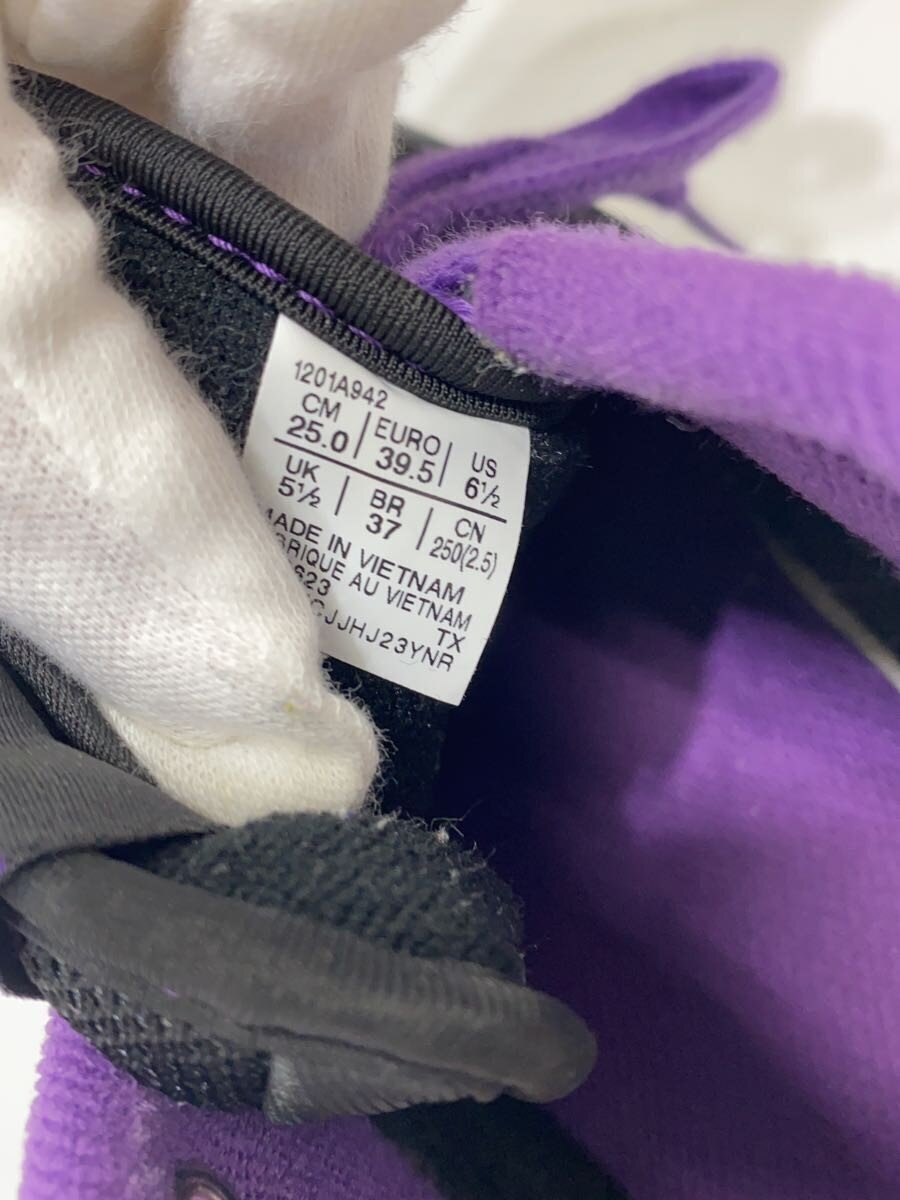 1201A942
CM EURO US
25.0 39.5 6½
UK BR CN
5½ 37 250(2.5)
MADE IN VIETNAM
BRIQUE AU VIETNAM
623 TX
CJJHJ23YNR